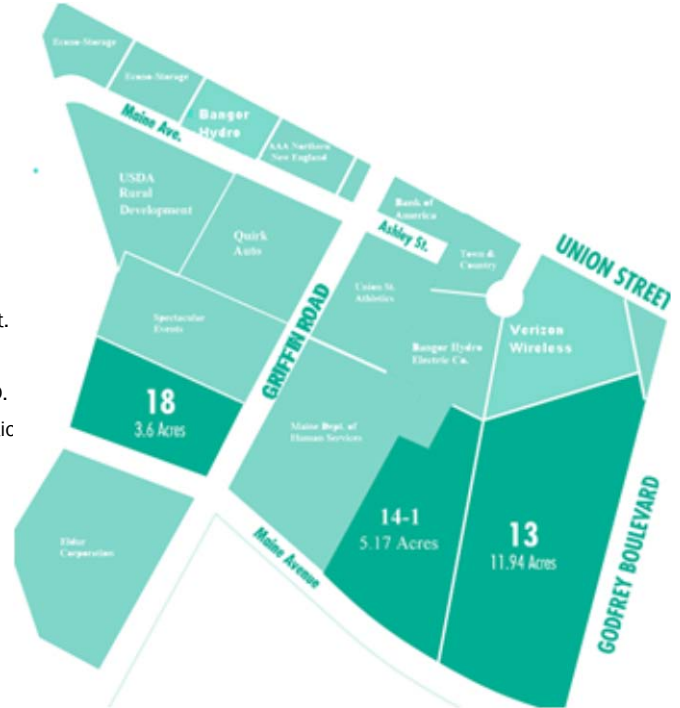 Econo-Storage
Econo-Storage
Bangor
Hydro
Maine Ave.
AAA Northern
New England
USDA
Rural
Development
Quirk
Auto
Bank of
America
Ashley St.
Town &
Country
UNION STREET
Union St.
Athletics
Spectacular
Events
GRIFFIN ROAD
Verizon
Wireless
Bangor Hydro
Electric Co.
t.
18
3.6 Acres
Maine Dept. of
Human Services
14-1
5.17 Acres
13
11.94 Acres
GODFREY BOULEVARD
Maine Avenue
Corporation